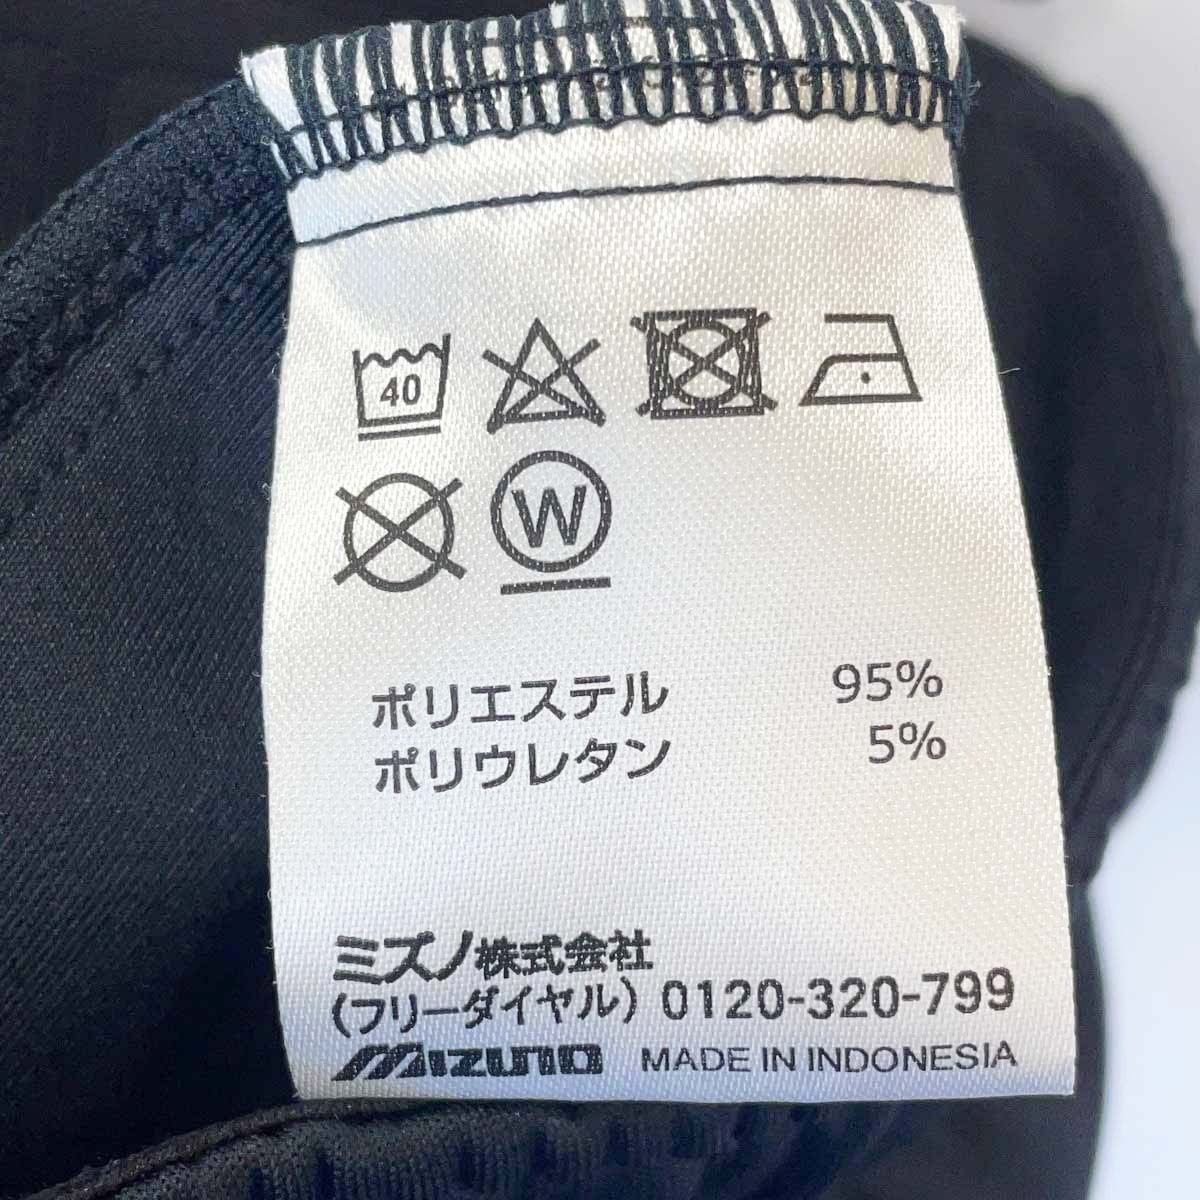 40
W
ポリエステル 95%
ポリウレタン 5%
ミズノ株式会社
(フリーダイヤル) 0120-320-799
MIZUNO MADE IN INDONESIA